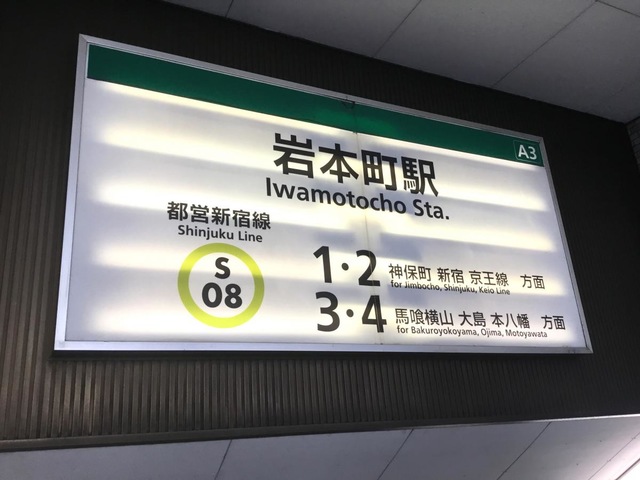 A3
岩本町駅
Iwamotocho Sta.
都営新宿線
Shinjuku Line
S
08
1・2 神保町 新宿 京王線 方面
for Jimbocho, Shinjuku, Keio Line
3・4 馬喰横山 大島 本八幡 方面
for Bakuroyokoyama, Ojima, Motoyawata